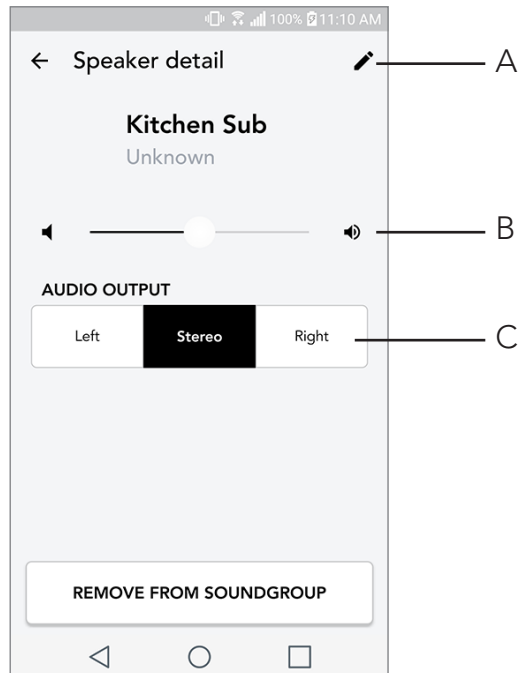 100% 11:10 AM
Speaker detail
A
Kitchen Sub
Unknown
B
AUDIO OUTPUT
Left Stereo Right
C
REMOVE FROM SOUNDGROUP